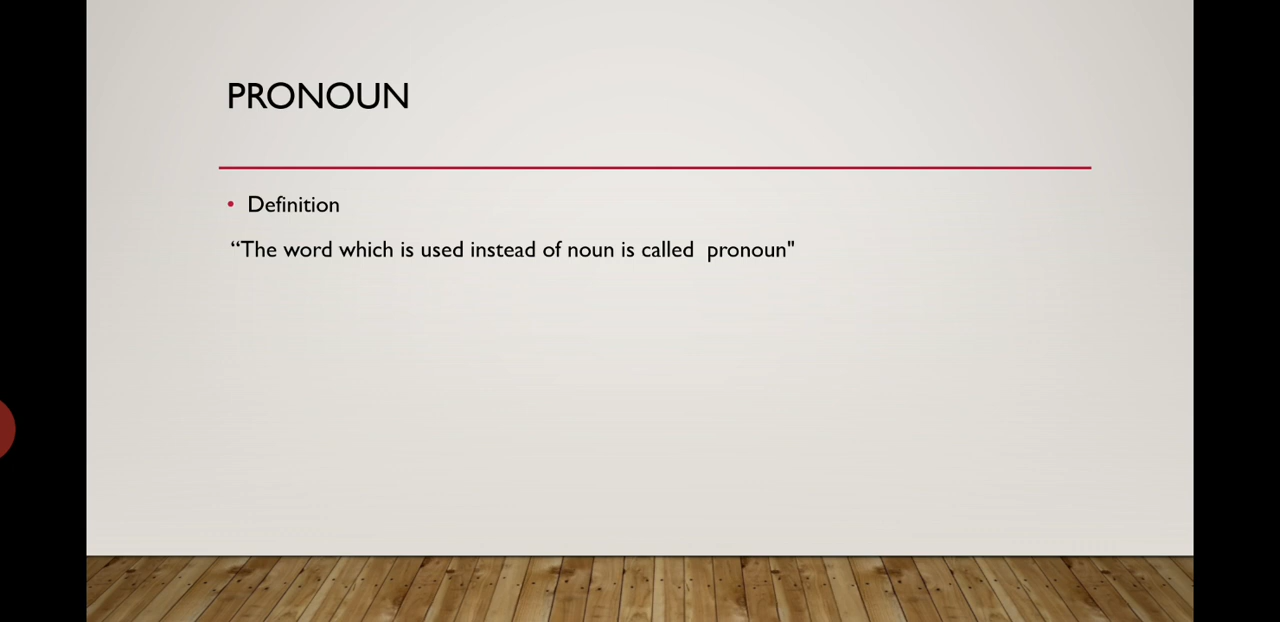 PRONOUN
• Definition
“The word which is used instead of noun is called  pronoun"